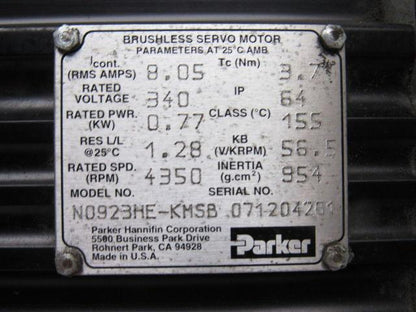 BRUSHLESS SERVO MOTOR
PARAMETERS AT 25°C AMB
Icont. (RMS AMPS) 8.05 Tc (Nm)
RATED VOLTAGE 340 IP 64
RATED PWR. (KW) 0.77 CLASS (°C) 155
RES L/L @25°C 1.28 KB (V/KRPM) 56.5
RATED SPD. (RPM) 4350 INERTIA (g.cm²) 954
MODEL NO. SERIAL NO.
N0923HE-KMSB
Parker Hannifin Corporation
5500 Business Park Drive
Rohnert Park, CA 94928
Made in U.S.A.
Parker